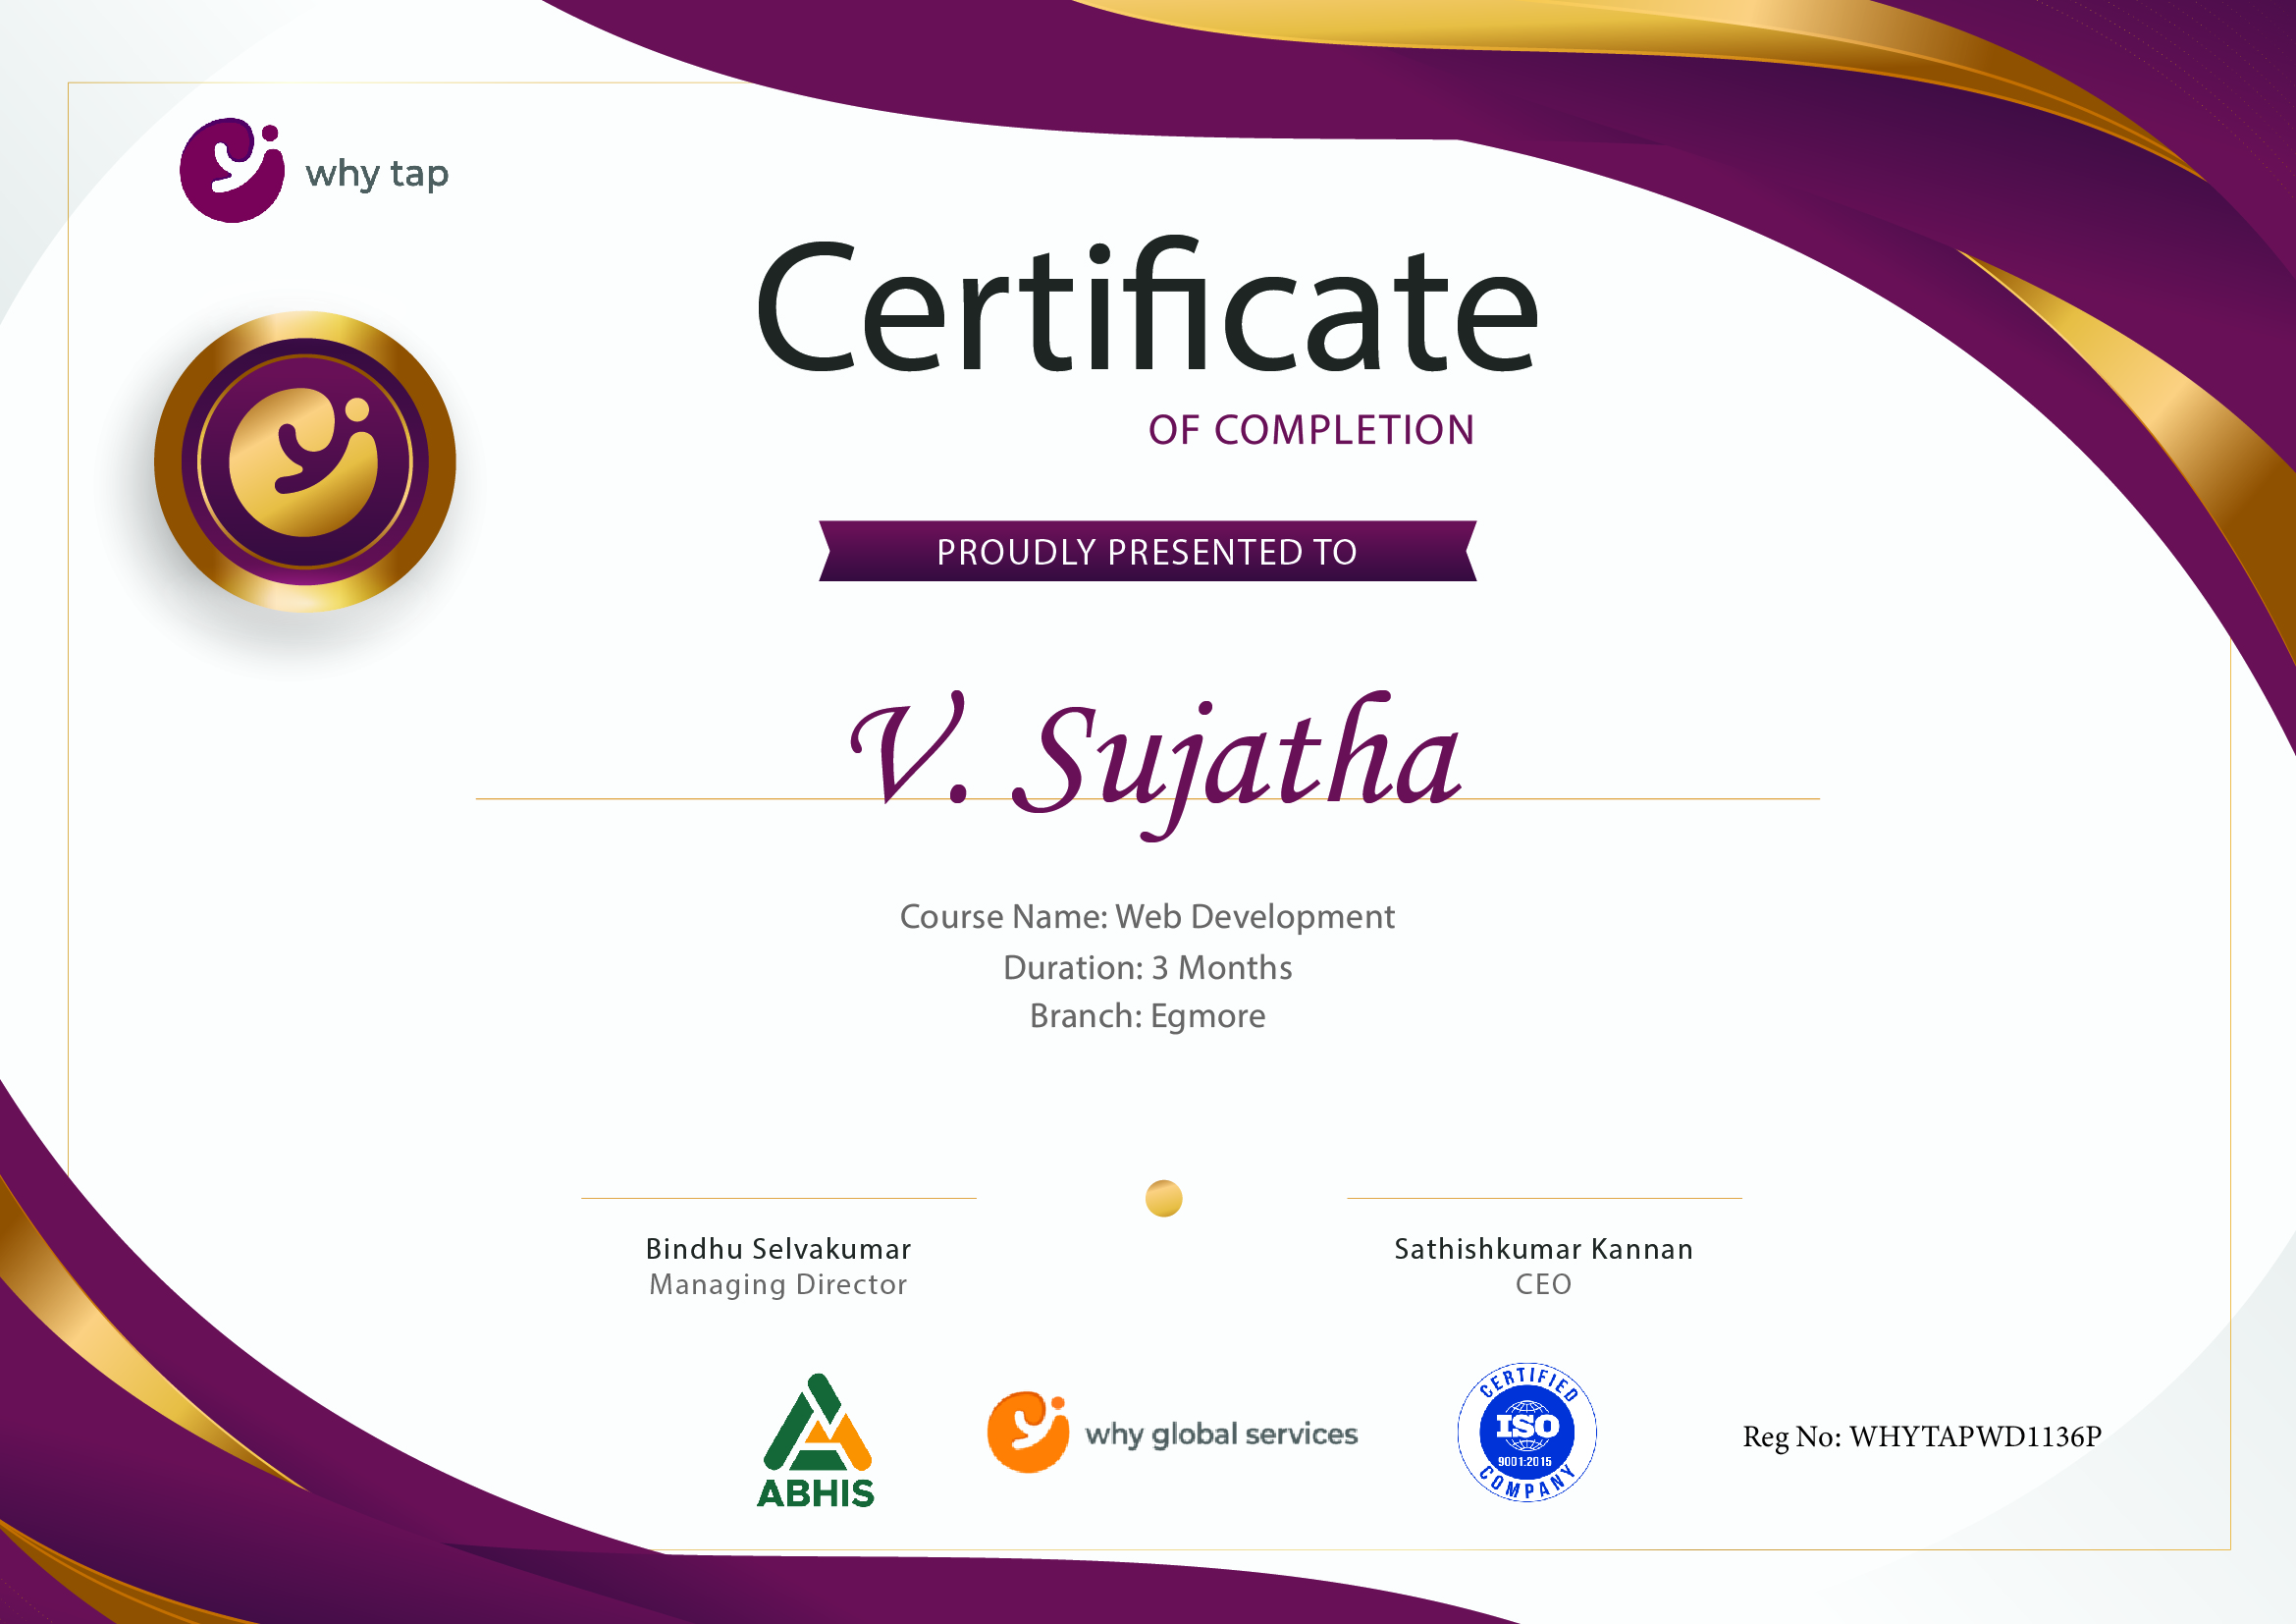 why tap
Certificate
OF COMPLETION
PROUDLY PRESENTED TO
V. Sujatha
Course Name: Web Development
Duration: 3 Months
Branch: Egmore
Bindhu Selvakumar
Managing Director
Sathishkumar Kannan
CEO
ABHIS
why global services
CERTIFIED
ISO
9001:2015
COMPANY
Reg No: WHYTAPWD1136P